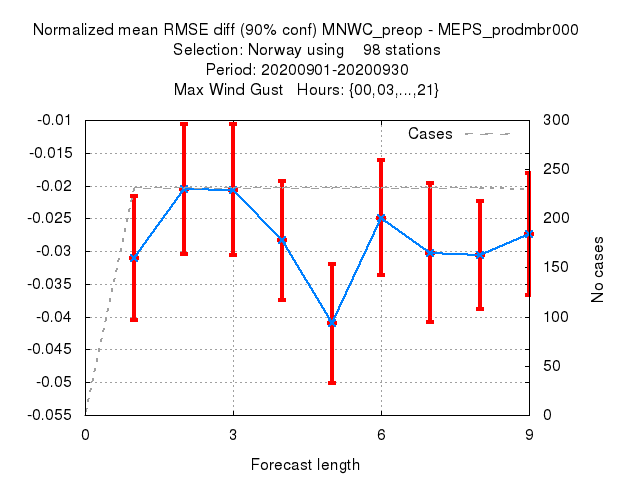 Normalized mean RMSE diff (90% conf) MNWC_preop - MEPS_prodmbr000
Selection: Norway using    98 stations
Period: 20200901-20200930
Max Wind Gust   Hours: {00,03,...,21}
-0.01
-0.015
-0.02
-0.025
-0.03
-0.035
-0.04
-0.045
-0.05
-0.055
Cases
300
250
200
150
100
50
0
No cases
0 3 6 9
Forecast length